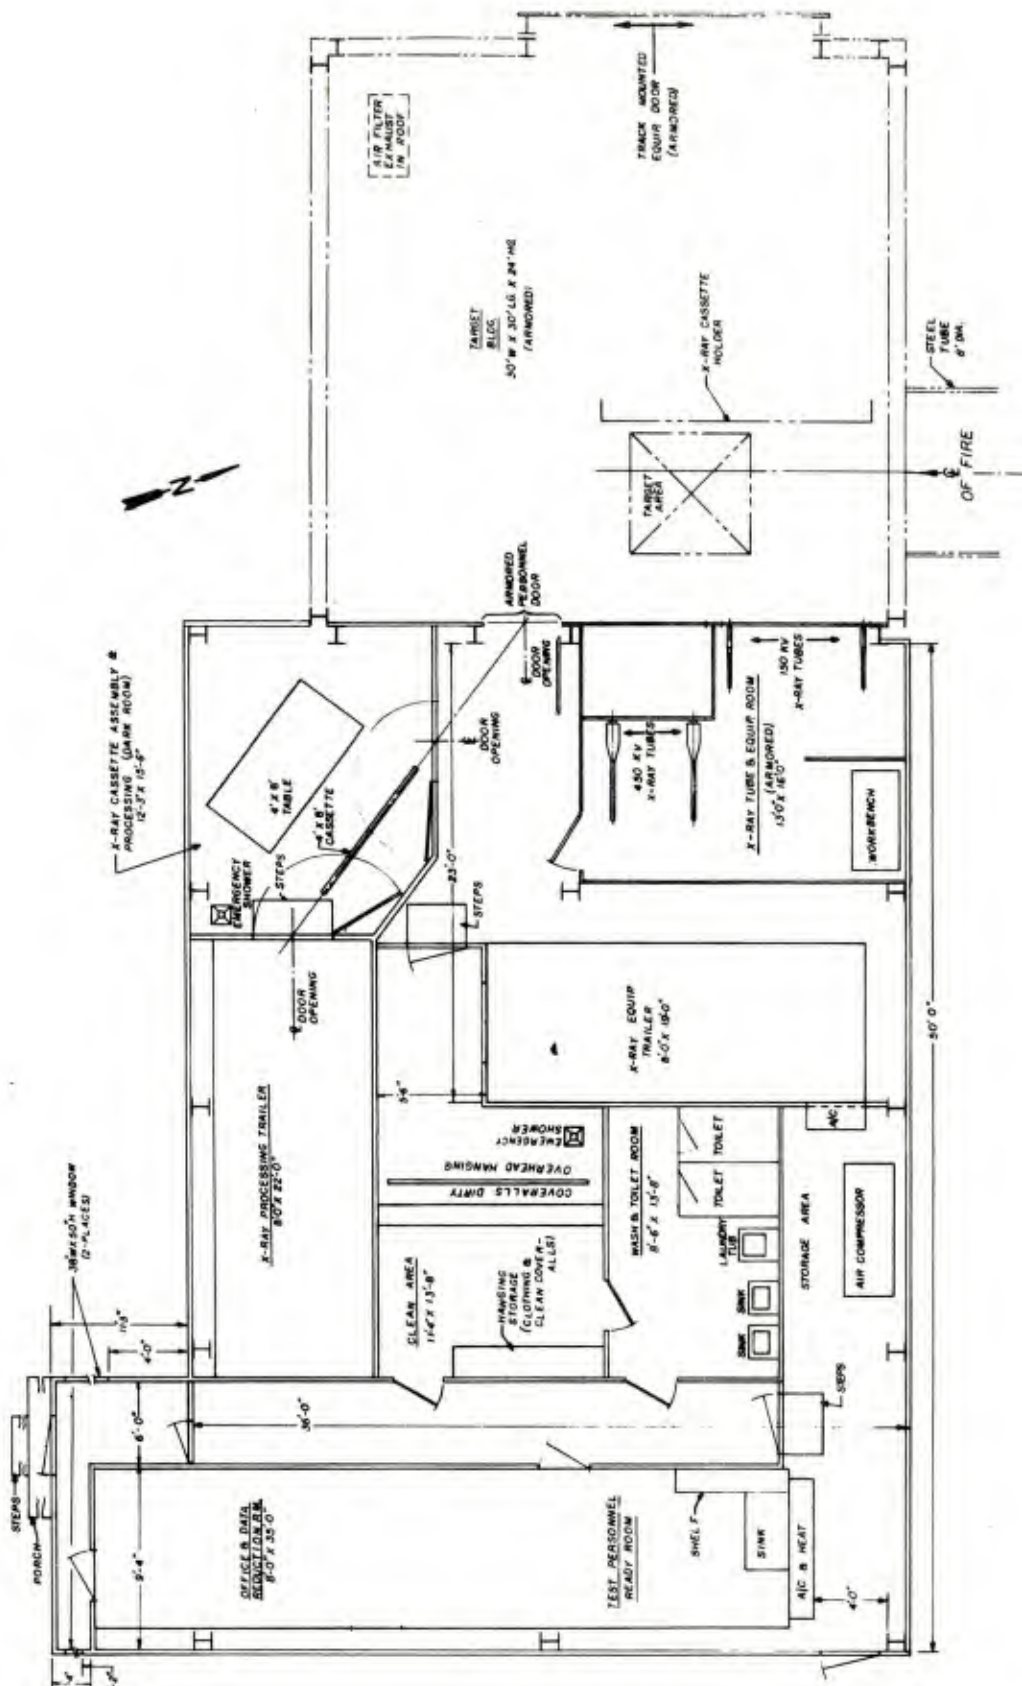 AIR FILTER
EXHAUST
IN ROOF
TRACK MOUNTED
EQUIP. DOOR
(ARMORED)
TARGET
BLDG.
30' LG. X 24' HG.
(ARMORED)
X-RAY CASSETTE
HOLDER
STEEL
TUBE
6' DIA.
TARGET
AREA
OF FIRE
N
ARMORED
PERSONNEL
DOOR
DOOR
OPENING
X-RAY CASSETTE ASSEMBLY &
PROCESSING (DARK ROOM)
12'-3" X 15'-6"
4' X 8'
TABLE
4' X 8'
CASSETTE
DOOR
OPENING
EMERGENCY
SHOWER
STEPS
23'-0"
STEPS
450 KV
X-RAY TUBES
150 KV
X-RAY TUBES
X-RAY TUBE & EQUIP. ROOM
(ARMORED)
13'0" X 16'0"
WORKBENCH
DOOR
OPENING
X-RAY PROCESSING TRAILER
8'0" X 22'-0"
5'-6"
X-RAY EQUIP
TRAILER
8'-0" X 19'-0"
50' 0"
A/C
EMERGENCY
SHOWER
OVERHEAD HANGING
COVERALLS DIRTY
WASH & TOILET ROOM
8'-6" X 13'-8"
TOILET
TOILET
LAUNDRY
TUB
SINK
SINK
STORAGE AREA
AIR COMPRESSOR
CLEAN AREA
11'-4" X 13'-8"
HANGING
STORAGE
(CLOTHING &
CLEAN COVER-
ALLS)
WINDOW
(2-PLACES)
4'-0"
6'-0"
36'-0"
STEPS
STEPS
PORCH
9'-4"
OFFICE & DATA
REDUCTION RM.
8'-0" X 35'-0"
TEST PERSONNEL
READY ROOM
SHELF
SINK
A/C & HEAT
4'0"